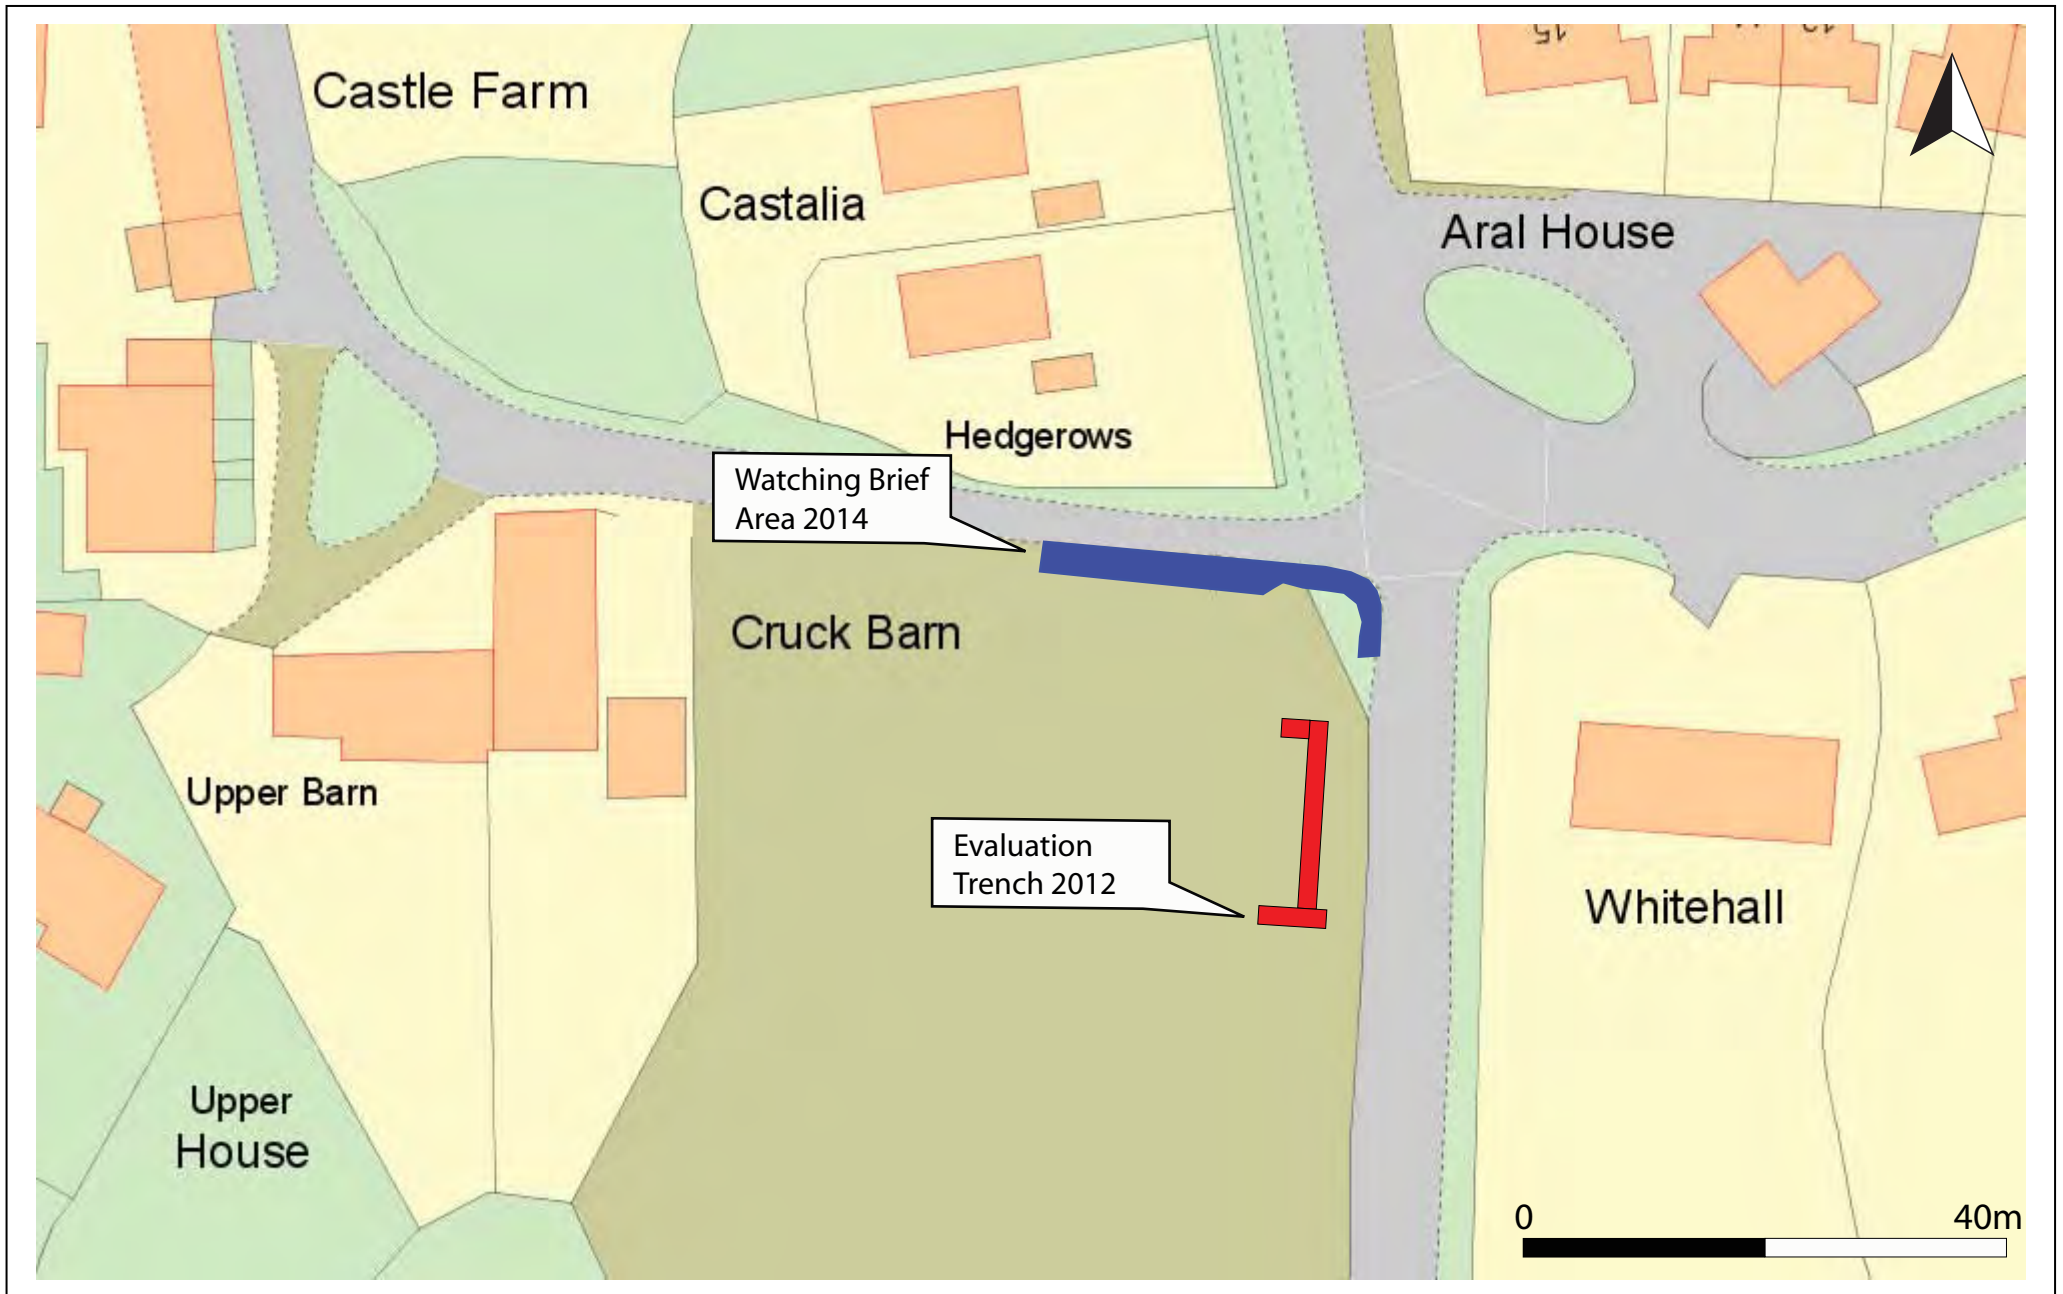 Castle Farm
15
Castalia
Aral House
Hedgerows
Watching Brief
Area 2014
Cruck Barn
Upper Barn
Evaluation
Trench 2012
Whitehall
Upper
House
0 40m